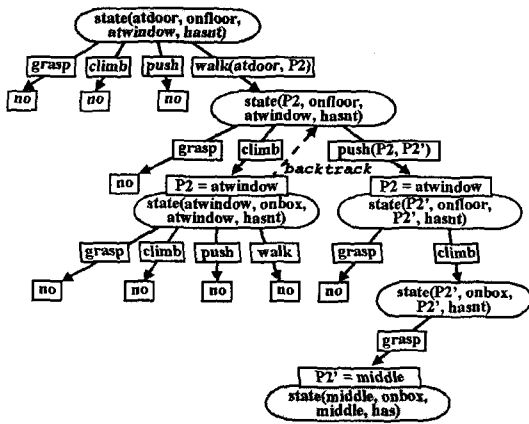 state(atdoor, onfloor,
atwindow, hasnt)
grasp climb push walk(atdoor, P2)
no no no
state(P2, onfloor,
atwindow, hasnt)
grasp climb push(P2, P2')
backtrack
no
P2 = atwindow P2 = atwindow
state(atwindow, onbox, state(P2', onfloor,
atwindow, hasnt) P2', hasnt)
grasp climb push walk grasp climb
no no no no no
state(P2', onbox,
P2', hasnt)
grasp
P2' = middle
state(middle, onbox,
middle, has)